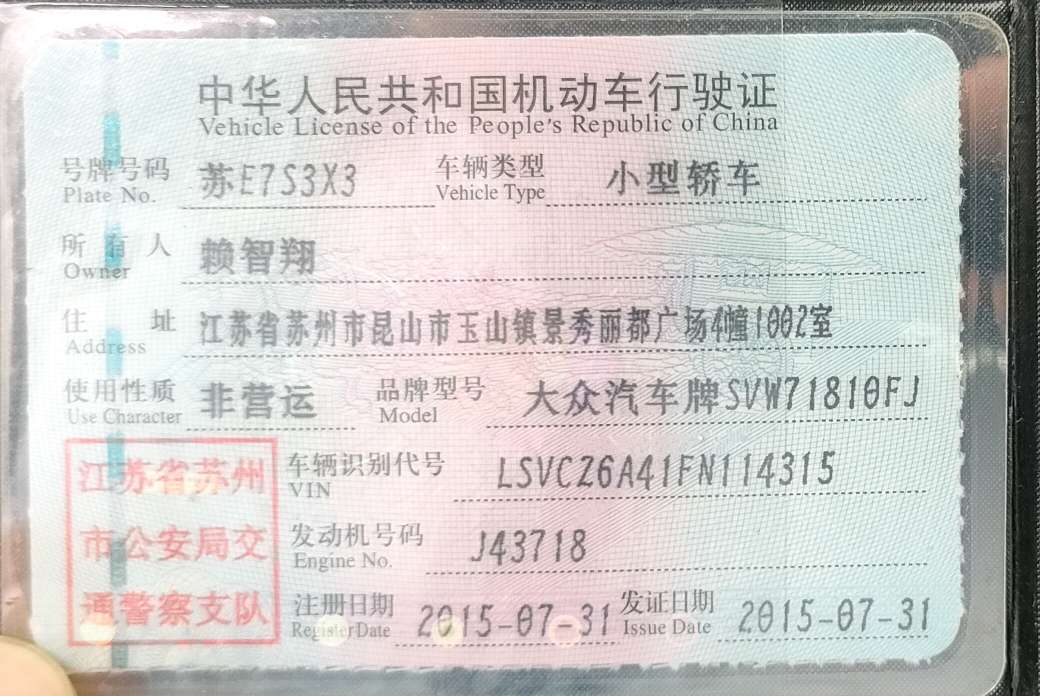 中华人民共和国机动车行驶证
Vehicle License of the People's Republic of China
号牌号码 苏E7S3X3 车辆类型 小型轿车
Plate No. Vehicle Type
所有人 赖智翔
Owner
住址 江苏省苏州市昆山市玉山镇景秀丽都广场4幢1002室
Address
使用性质 非营运 品牌型号 大众汽车牌SVW71810FJ
Use Character Model
江苏省苏州 车辆识别代号 LSVCZ6A41FN114315
VIN
市公安局交 发动机号码 J43718
Engine No.
通警察支队 注册日期 2015-07-31 发证日期 2015-07-31
Register Date Issue Date